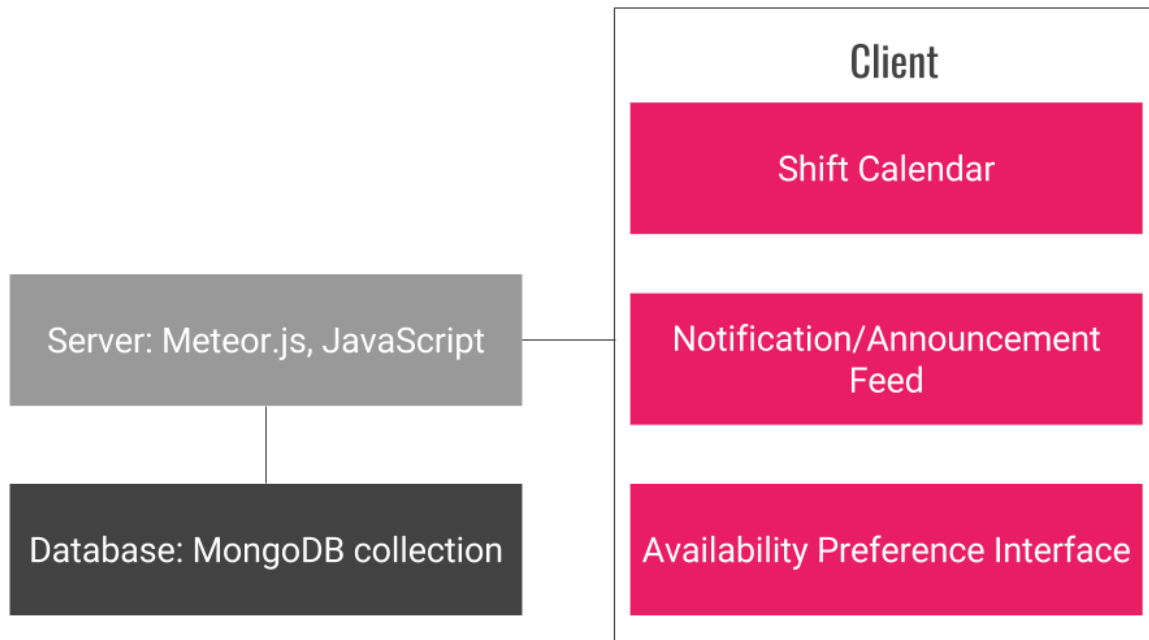 Client
Shift Calendar
Server: Meteor.js, JavaScript
Notification/Announcement
Feed
Database: MongoDB collection
Availability Preference Interface